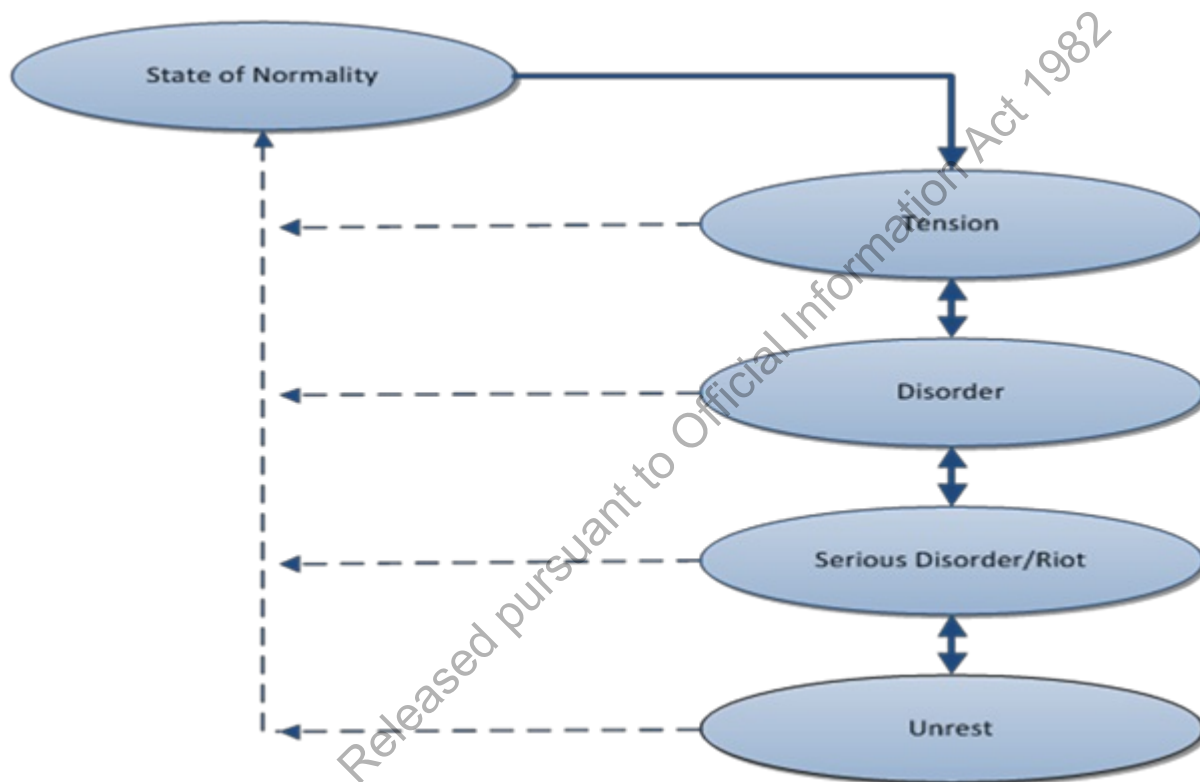 State of Normality
Tension
Disorder
Serious Disorder/Riot
Unrest
Released pursuant to Official Information Act 1982